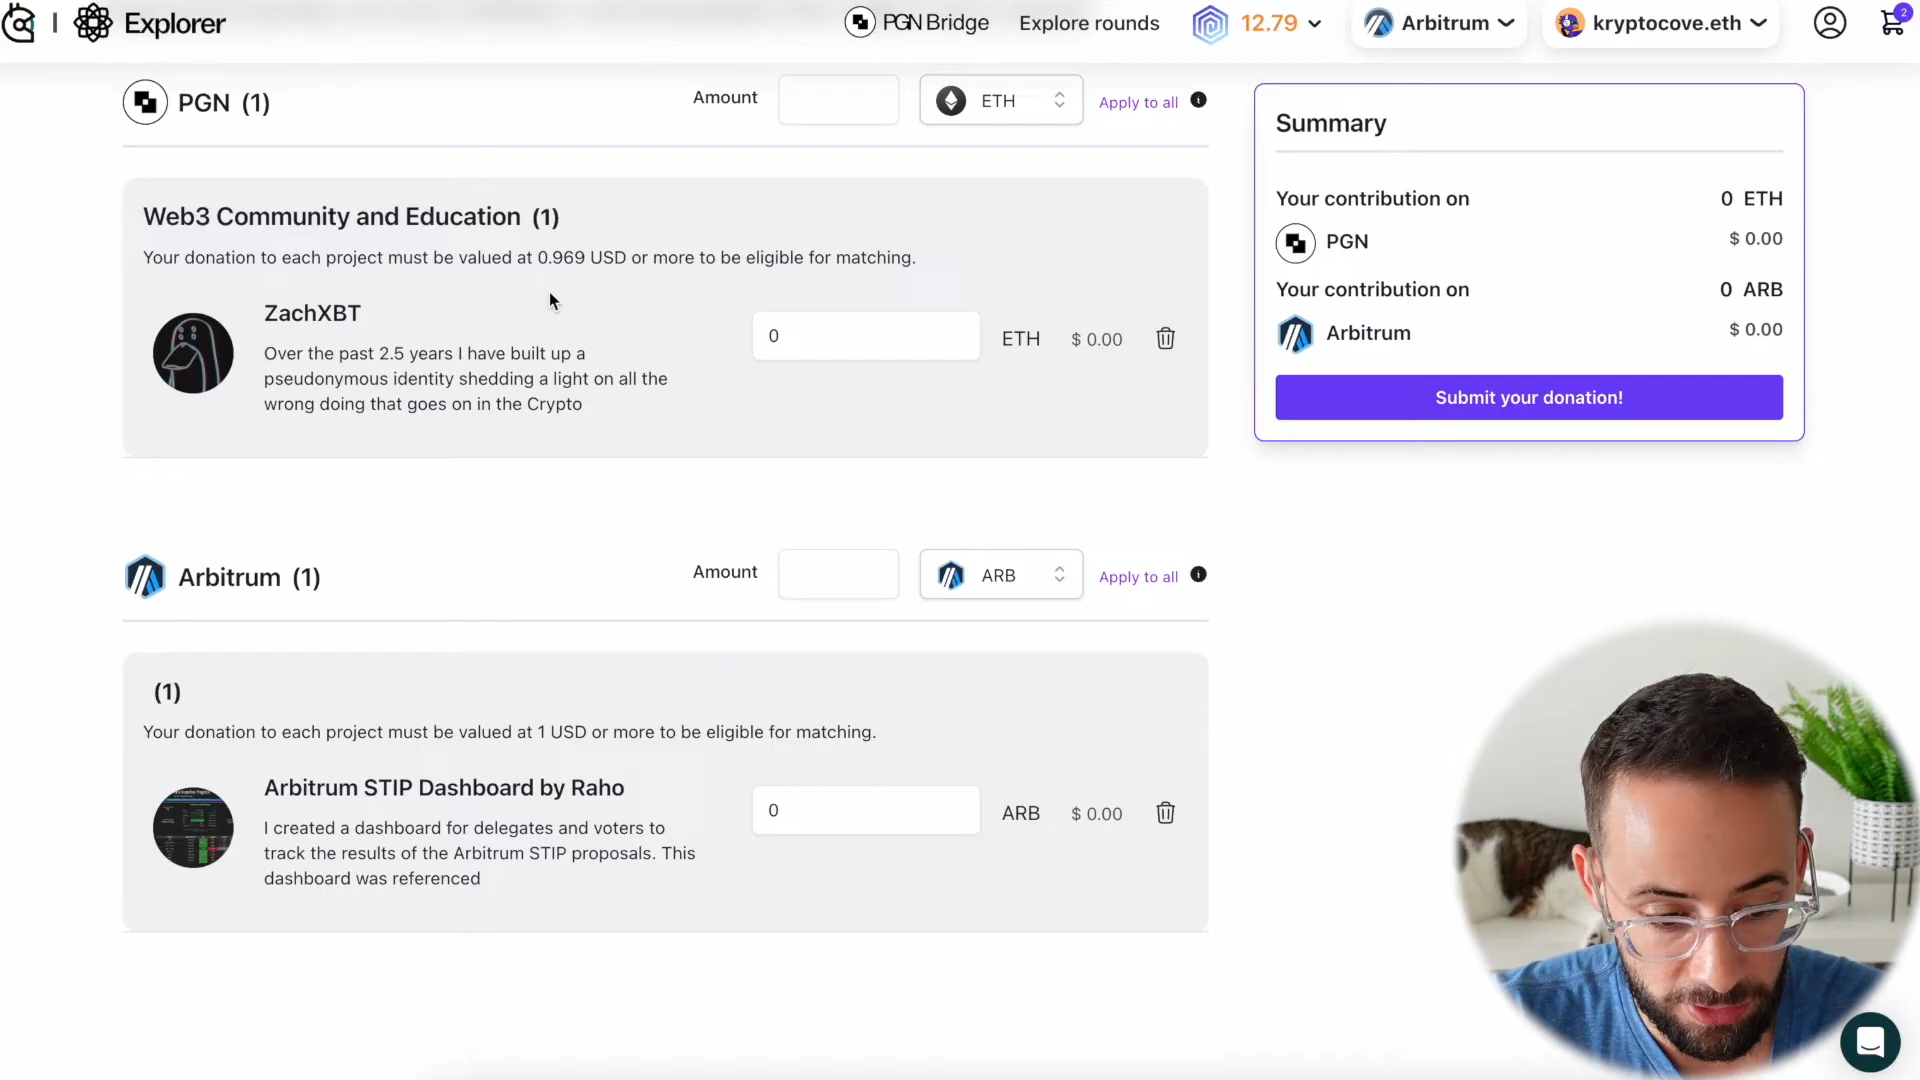 Explorer
PGN Bridge
Explore rounds
12.79
Arbitrum
kryptocove.eth
2
PGN (1)
Amount
ETH
Apply to all
Web3 Community and Education (1)
Your donation to each project must be valued at 0.969 USD or more to be eligible for matching.
ZachXBT
Over the past 2.5 years I have built up a
pseudonymous identity shedding a light on all the
wrong doing that goes on in the Crypto
0
ETH
$ 0.00
Summary
Your contribution on
0 ETH
PGN
$ 0.00
Your contribution on
0 ARB
Arbitrum
$ 0.00
Submit your donation!
Arbitrum (1)
Amount
ARB
Apply to all
(1)
Your donation to each project must be valued at 1 USD or more to be eligible for matching.
Arbitrum STIP Dashboard by Raho
I created a dashboard for delegates and voters to
track the results of the Arbitrum STIP proposals. This
dashboard was referenced
0
ARB
$ 0.00